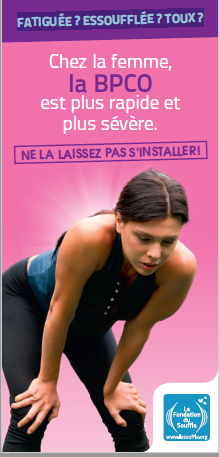 FATIGUÉE ? ESSOUFFLÉE ? TOUX ?
Chez la femme,
la BPCO
est plus rapide et
plus sévère.
NE LA LAISSEZ PAS S'INSTALLER!
La
Fondation
du
Souffle
www.lesouffle.org